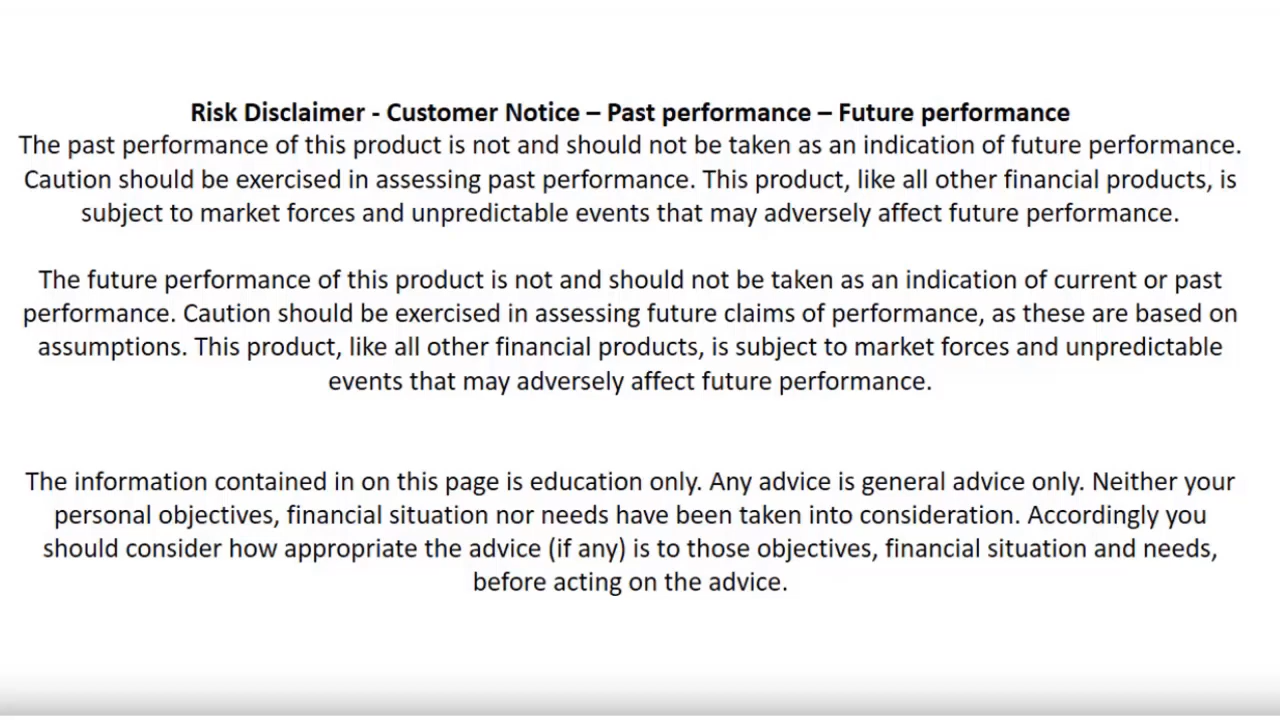 Risk Disclaimer - Customer Notice – Past performance – Future performance
The past performance of this product is not and should not be taken as an indication of future performance.
Caution should be exercised in assessing past performance. This product, like all other financial products, is
subject to market forces and unpredictable events that may adversely affect future performance.
The future performance of this product is not and should not be taken as an indication of current or past
performance. Caution should be exercised in assessing future claims of performance, as these are based on
assumptions. This product, like all other financial products, is subject to market forces and unpredictable
events that may adversely affect future performance.
The information contained in on this page is education only. Any advice is general advice only. Neither your
personal objectives, financial situation nor needs have been taken into consideration. Accordingly you
should consider how appropriate the advice (if any) is to those objectives, financial situation and needs,
before acting on the advice.